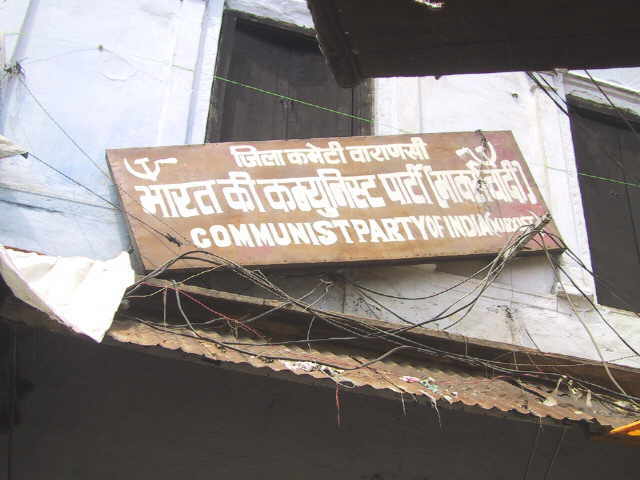 जिला कमेटी वाराणसी
भारत की कम्युनिस्ट पार्टी (मार्क्सवादी)
COMMUNIST PARTY OF INDIA